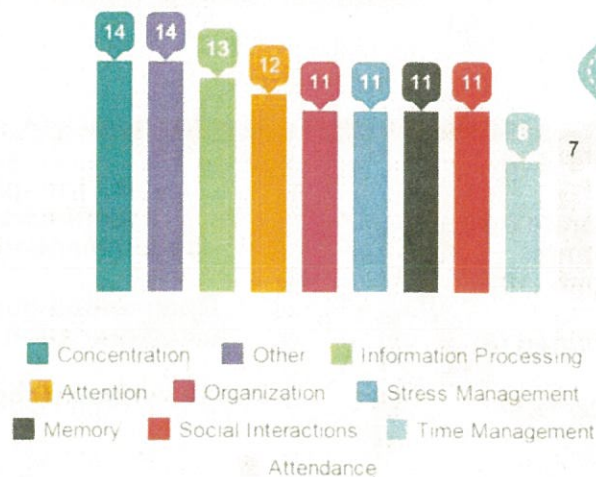 14 14 13 12 11 11 11 11 8 7
Concentration Other Information Processing
Attention Organization Stress Management
Memory Social Interactions Time Management
Attendance